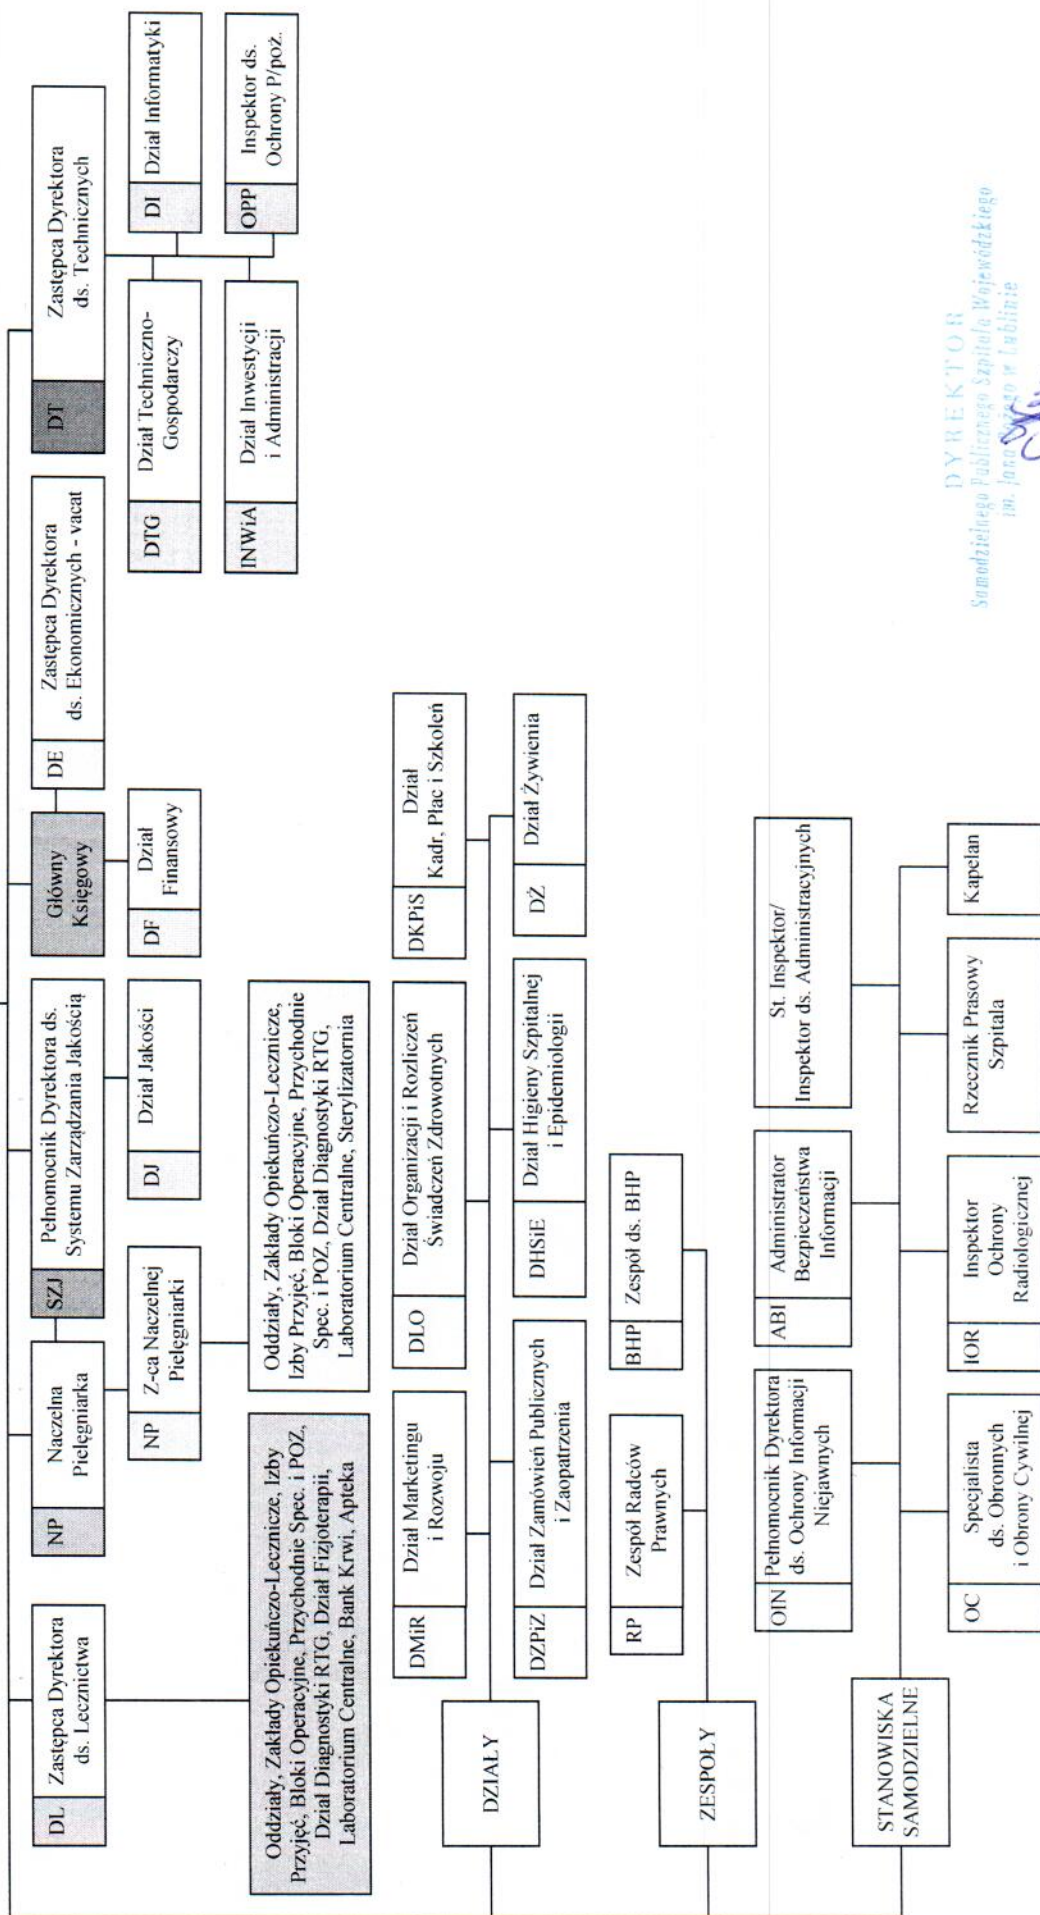 DL
Zastępca Dyrektora
ds. Lecznictwa
NP
Naczelna
Pielęgniarka
SZJ
Pełnomocnik Dyrektora ds.
Systemu Zarządzania Jakością
Główny
Księgowy
DE
Zastępca Dyrektora
ds. Ekonomicznych - vacat
DT
Zastępca Dyrektora
ds. Technicznych
NP
Z-ca Naczelnej
Pielęgniarki
DJ
Dział Jakości
DF
Dział
Finansowy
DTG
Dział Techniczno-
Gospodarczy
DI
Dział Informatyki
INWiA
Dział Inwestycji
i Administracji
OPP
Inspektor ds.
Ochrony P/poż.
Oddziały, Zakłady Opiekuńczo-Lecznicze, Izby
Przyjęć, Bloki Operacyjne, Przychodnie Spec. i POZ,
Dział Diagnostyki RTG, Dział Fizjoterapii,
Laboratorium Centralne, Bank Krwi, Apteka
Oddziały, Zakłady Opiekuńczo-Lecznicze,
Izby Przyjęć, Bloki Operacyjne, Przychodnie
Spec. i POZ, Dział Diagnostyki RTG,
Laboratorium Centralne, Sterylizatornia
DZIAŁY
DMiR
Dział Marketingu
i Rozwoju
DLO
Dział Organizacji i Rozliczeń
Świadczeń Zdrowotnych
DKPiS
Dział
Kadr, Płac i Szkoleń
DZPiZ
Dział Zamówień Publicznych
i Zaopatrzenia
DHSiE
Dział Higieny Szpitalnej
i Epidemiologii
DŻ
Dział Żywienia
ZESPOŁY
RP
Zespół Radców
Prawnych
BHP
Zespół ds. BHP
STANOWISKA
SAMODZIELNE
OIN
Pełnomocnik Dyrektora
ds. Ochrony Informacji
Niejawnych
ABI
Administrator
Bezpieczeństwa
Informacji
St. Inspektor/
Inspektor ds. Administracyjnych
OC
Specjalista
ds. Obronnych
i Obrony Cywilnej
IOR
Inspektor
Ochrony
Radiologicznej
Rzecznik Prasowy
Szpitala
Kapelan
DYREKTOR
Samodzielnego Publicznego Szpitala Wojewódzkiego
im. Jana Bożego w Lublinie